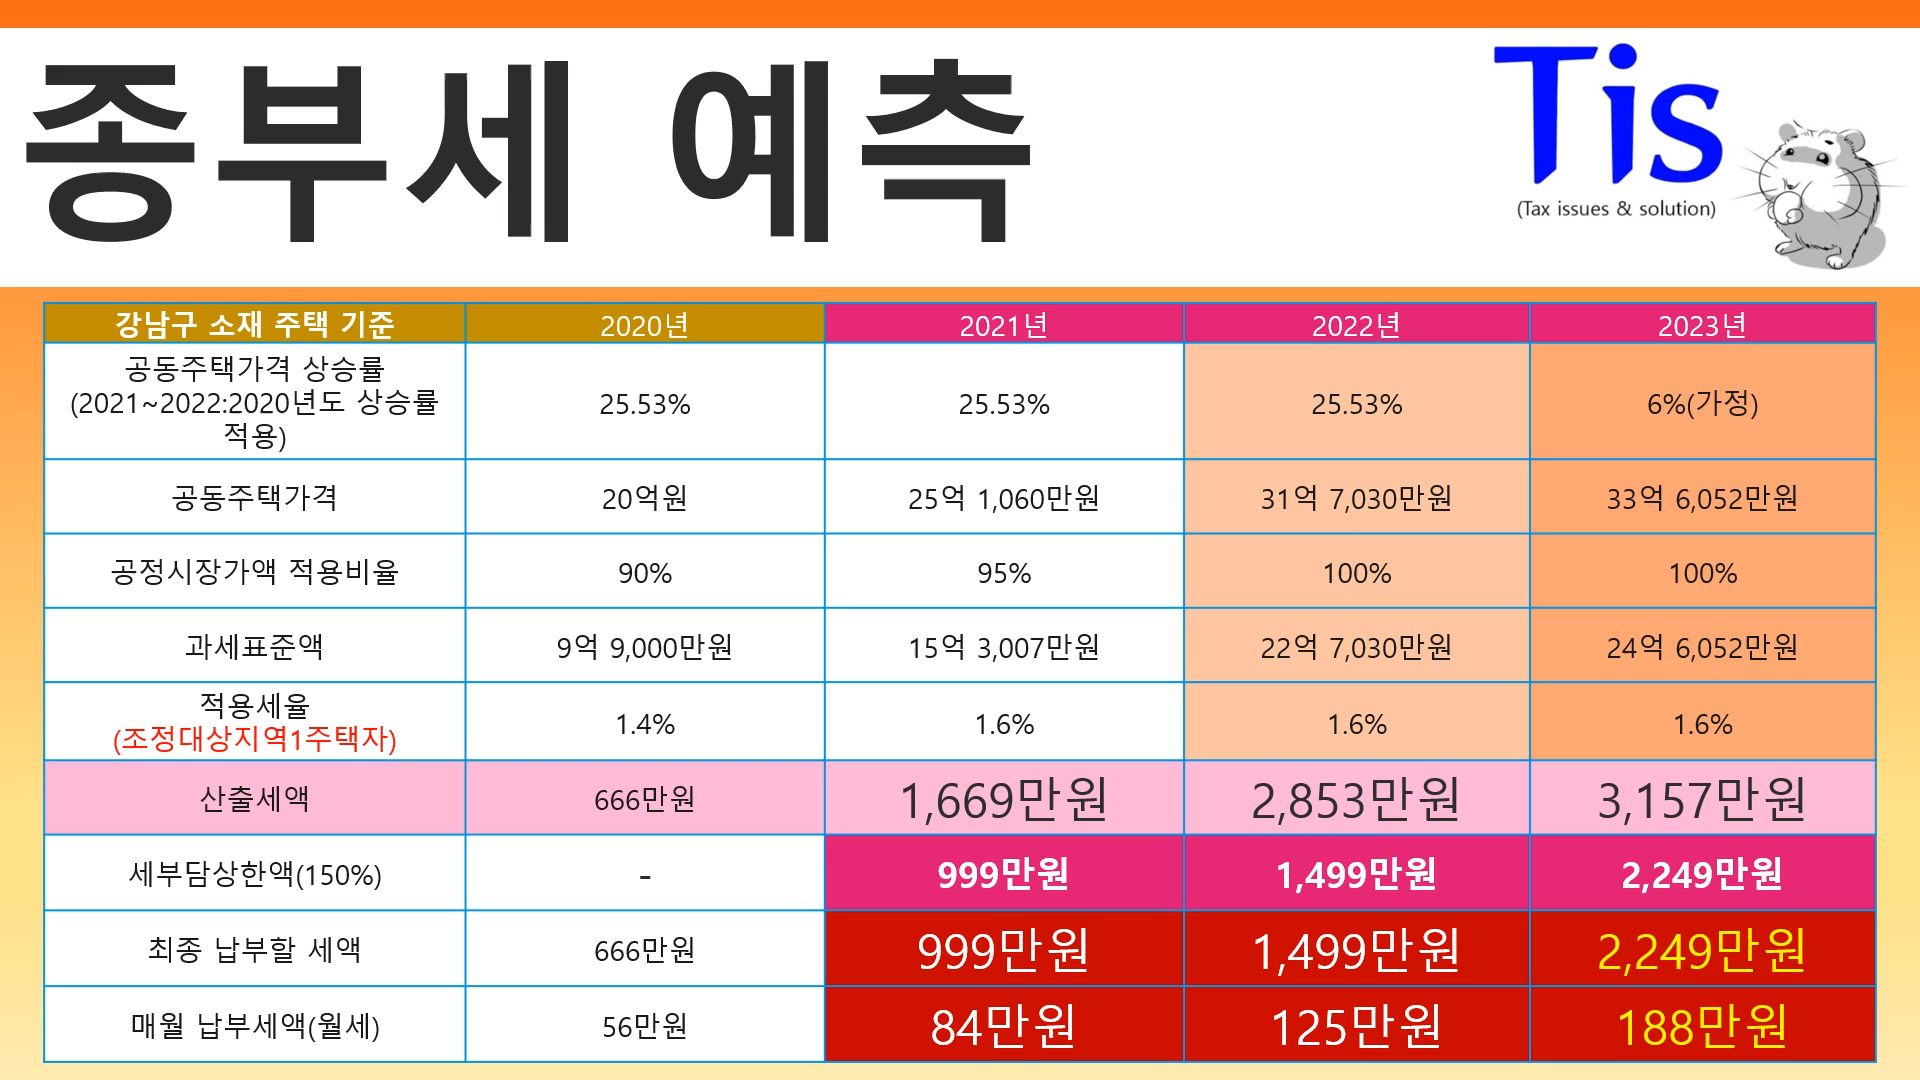 종부세 예측
Tis
(Tax issues & solution)
강남구 소재 주택 기준 2020년 2021년 2022년 2023년
공동주택가격 상승률
(2021~2022:2020년도 상승률
적용) 25.53% 25.53% 25.53% 6%(가정)
공동주택가격 20억원 25억 1,060만원 31억 7,030만원 33억 6,052만원
공정시장가액 적용비율 90% 95% 100% 100%
과세표준액 9억 9,000만원 15억 3,007만원 22억 7,030만원 24억 6,052만원
적용세율
(조정대상지역1주택자) 1.4% 1.6% 1.6% 1.6%
산출세액 666만원 1,669만원 2,853만원 3,157만원
세부담상한액(150%) - 999만원 1,499만원 2,249만원
최종 납부할 세액 666만원 999만원 1,499만원 2,249만원
매월 납부세액(월세) 56만원 84만원 125만원 188만원